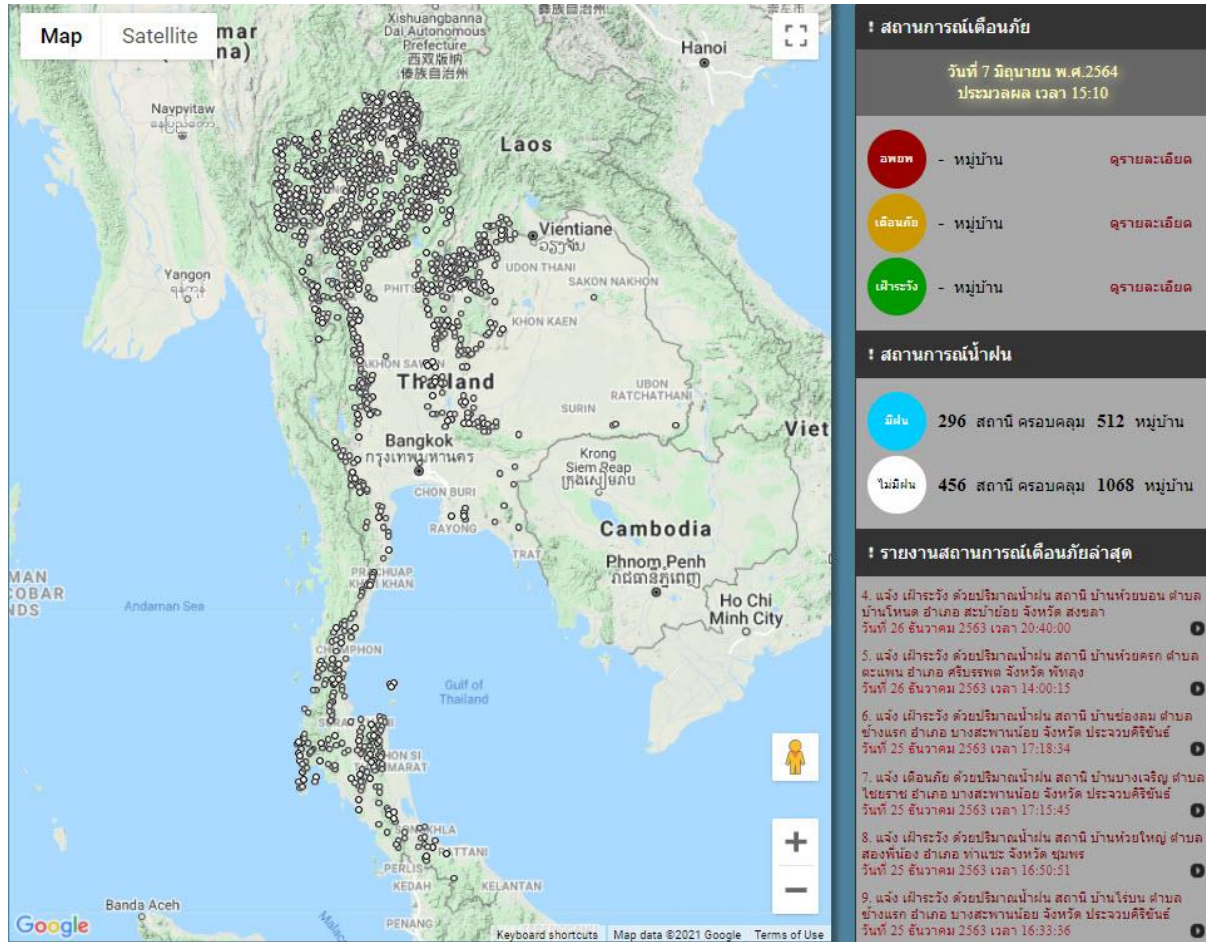 Map
Satellite
mar
na)
Xishuangbanna
Dai Autonomous
Prefecture
西双版纳
傣族自治州
Hanoi
Naypyitaw
နေပြည်တော်
Laos
Vientiane
ວຽງຈັນ
UDON THANI
Yangon
ရန်ကုန်
PHITS
SAKON NAKHON
KHON KAEN
Thailand
UBON
RATCHATHANI
SURIN
Viet
Bangkok
กรุงเทพมหานคร
Krong
Siem Reap
ក្រុងសៀមរាប
CHON BURI
RAYONG
TRAT
Cambodia
PRACHUAP
KHIRI KHAN
Phnom Penh
រាជធានីភ្នំពេញ
MAN
COBAR
NDS
Andaman Sea
Ho Chi
Minh City
CHUMPHON
Gulf of
Thailand
HON SI
MARAT
PATTANI
PERLIS
KEDAH
KELANTAN
Banda Aceh
PENANG
Google
Keyboard shortcuts
Map data ©2021 Google
Terms of Use
! สถานการณ์เตือนภัย
วันที่ 7 มิถุนายน พ.ศ.2564
ประมวลผล เวลา 15:10
อพยพ - หมู่บ้าน ดูรายละเอียด
เตือนภัย - หมู่บ้าน ดูรายละเอียด
เฝ้าระวัง - หมู่บ้าน ดูรายละเอียด
! สถานการณ์น้ำฝน
มีฝน 296 สถานี ครอบคลุม 512 หมู่บ้าน
ไม่มีฝน 456 สถานี ครอบคลุม 1068 หมู่บ้าน
! รายงานสถานการณ์เตือนภัยล่าสุด
4. แจ้ง เฝ้าระวัง ด้วยปริมาณน้ำฝน สถานี บ้านห้วยบอน ตำบล
บ้านโหนด อำเภอ สะบ้าย้อย จังหวัด สงขลา
วันที่ 26 ธันวาคม 2563 เวลา 20:40:00
5. แจ้ง เฝ้าระวัง ด้วยปริมาณน้ำฝน สถานี บ้านห้วยครก ตำบล
ตะแพน อำเภอ ศรีบรรพต จังหวัด พัทลุง
วันที่ 26 ธันวาคม 2563 เวลา 14:00:15
6. แจ้ง เฝ้าระวัง ด้วยปริมาณน้ำฝน สถานี บ้านช่องลม ตำบล
ช้างแรก อำเภอ บางสะพานน้อย จังหวัด ประจวบคีรีขันธ์
วันที่ 25 ธันวาคม 2563 เวลา 17:18:34
7. แจ้ง เตือนภัย ด้วยปริมาณน้ำฝน สถานี บ้านบางเจริญ ตำบล
ไชยราช อำเภอ บางสะพานน้อย จังหวัด ประจวบคีรีขันธ์
วันที่ 25 ธันวาคม 2563 เวลา 17:15:45
8. แจ้ง เฝ้าระวัง ด้วยปริมาณน้ำฝน สถานี บ้านห้วยใหญ่ ตำบล
สองพี่น้อง อำเภอ ท่าแซะ จังหวัด ชุมพร
วันที่ 25 ธันวาคม 2563 เวลา 16:50:51
9. แจ้ง เฝ้าระวัง ด้วยปริมาณน้ำฝน สถานี บ้านไร่บน ตำบล
ช้างแรก อำเภอ บางสะพานน้อย จังหวัด ประจวบคีรีขันธ์
วันที่ 25 ธันวาคม 2563 เวลา 16:33:36